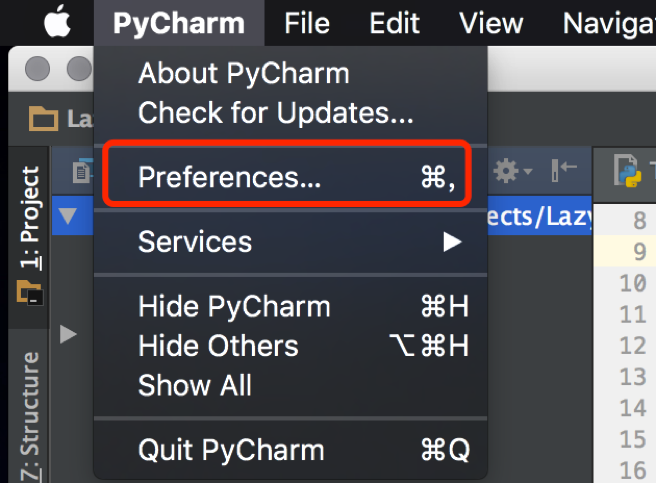 PyCharm File Edit View Navigat
About PyCharm
Check for Updates...
La
Preferences... ⌘,
1: Project
ects/Lazy
Services ▶
Hide PyCharm ⌘H
Hide Others ⌥⌘H
Show All
Quit PyCharm ⌘Q
Z: Structure
8
9
10
11
12
13
14
15
16